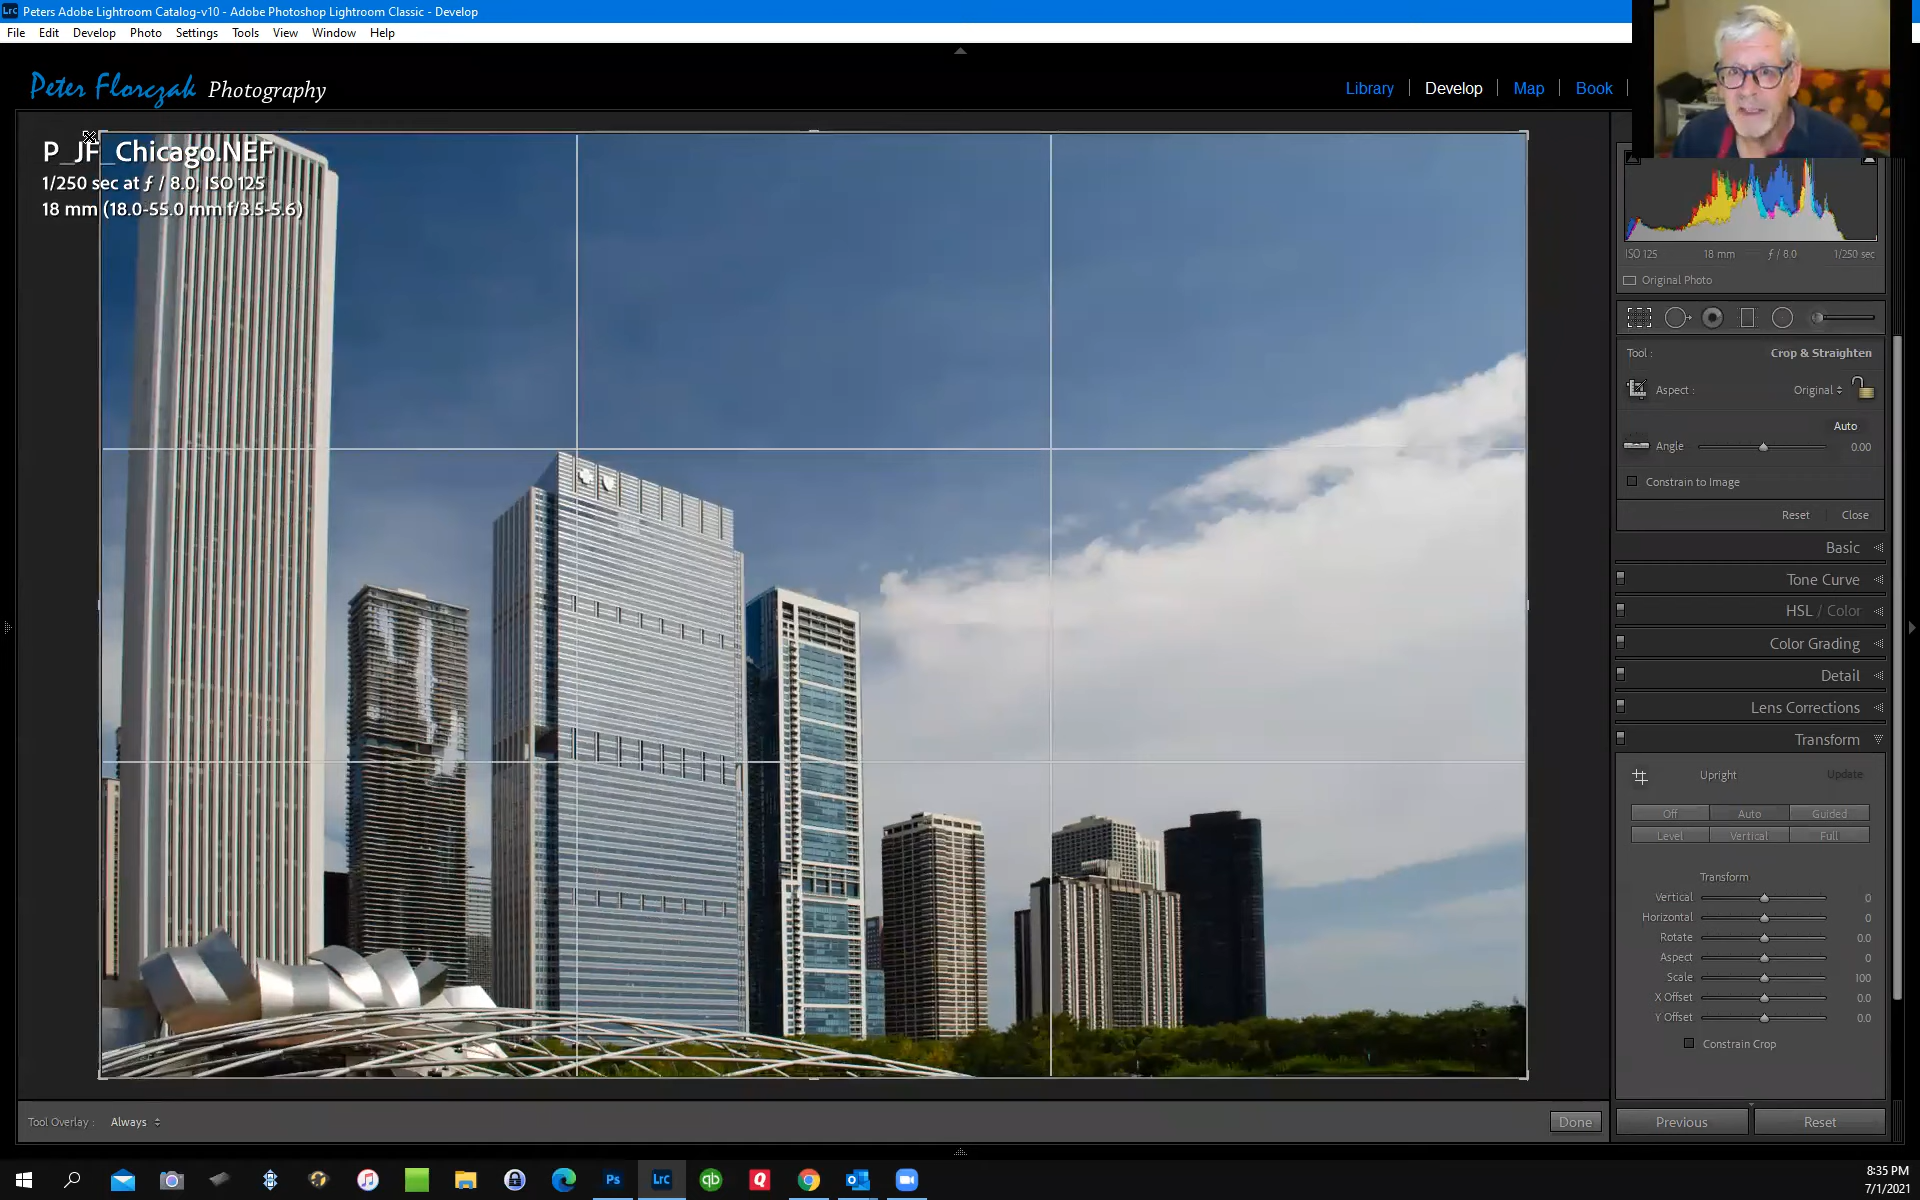 Peters Adobe Lightroom Catalog-v10 - Adobe Photoshop Lightroom Classic - Develop
File Edit Develop Photo Settings Tools View Window Help
Peter Florczak Photography
Library Develop Map Book
P_JF_Chicago.NEF
1/250 sec at ƒ / 8.0, ISO 125
18 mm (18.0-55.0 mm f/3.5-5.6)
ISO 125 18 mm ƒ / 8.0 1/250 sec
Original Photo
Tool : Crop & Straighten
Aspect : Original
Auto
Angle 0.00
Constrain to Image
Reset Close
Basic
Tone Curve
HSL / Color
Color Grading
Detail
Lens Corrections
Transform
Upright Update
Off Auto Guided
Level Vertical Full
Transform
Vertical 0
Horizontal 0
Rotate 0.0
Aspect 0
Scale 100
X Offset 0.0
Y Offset 0.0
Constrain Crop
Tool Overlay : Always Done
Previous Reset
Lrc
Ps LrC qb Q
8:35 PM
7/1/2021